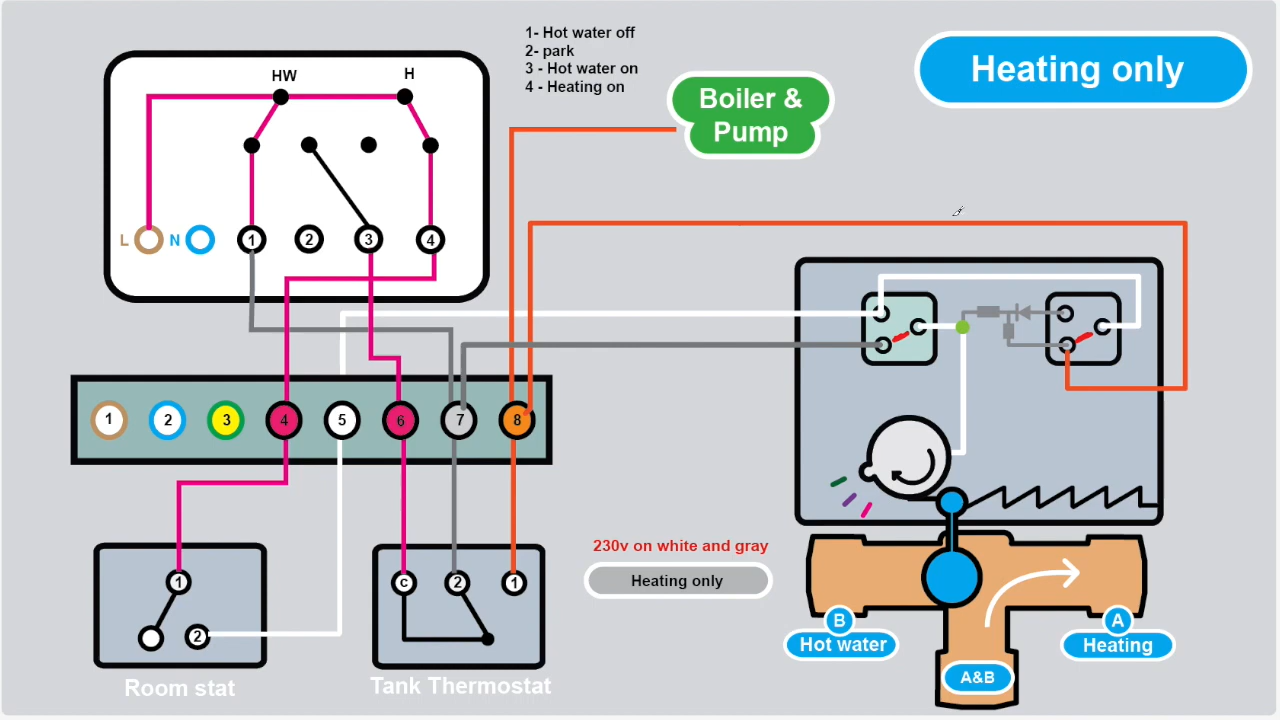 1- Hot water off
2- park
3 - Hot water on
4 - Heating on
Heating only
Boiler &
Pump
HW
H
L
N
1
2
3
4
1
2
3
4
5
6
7
8
1
2
Room stat
C
2
1
Tank Thermostat
230v on white and gray
Heating only
B
Hot water
A
Heating
A&B